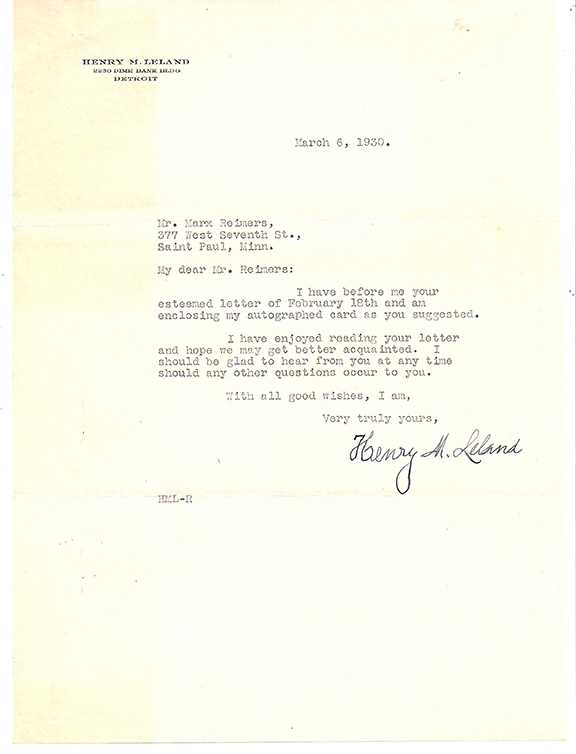 HENRY M. LELAND
2250 DIME BANK BLDG.
DETROIT
March 6, 1930.
Mr. Marx Reimers,
377 West Seventh St.,
Saint Paul, Minn.
My dear Mr. Reimers:
I have before me your
esteemed letter of February 18th and am
enclosing my autographed card as you suggested.
I have enjoyed reading your letter
and hope we may get better acquainted. I
should be glad to hear from you at any time
should any other questions occur to you.
With all good wishes, I am,
Very truly yours,
Henry M. Leland
HML-R